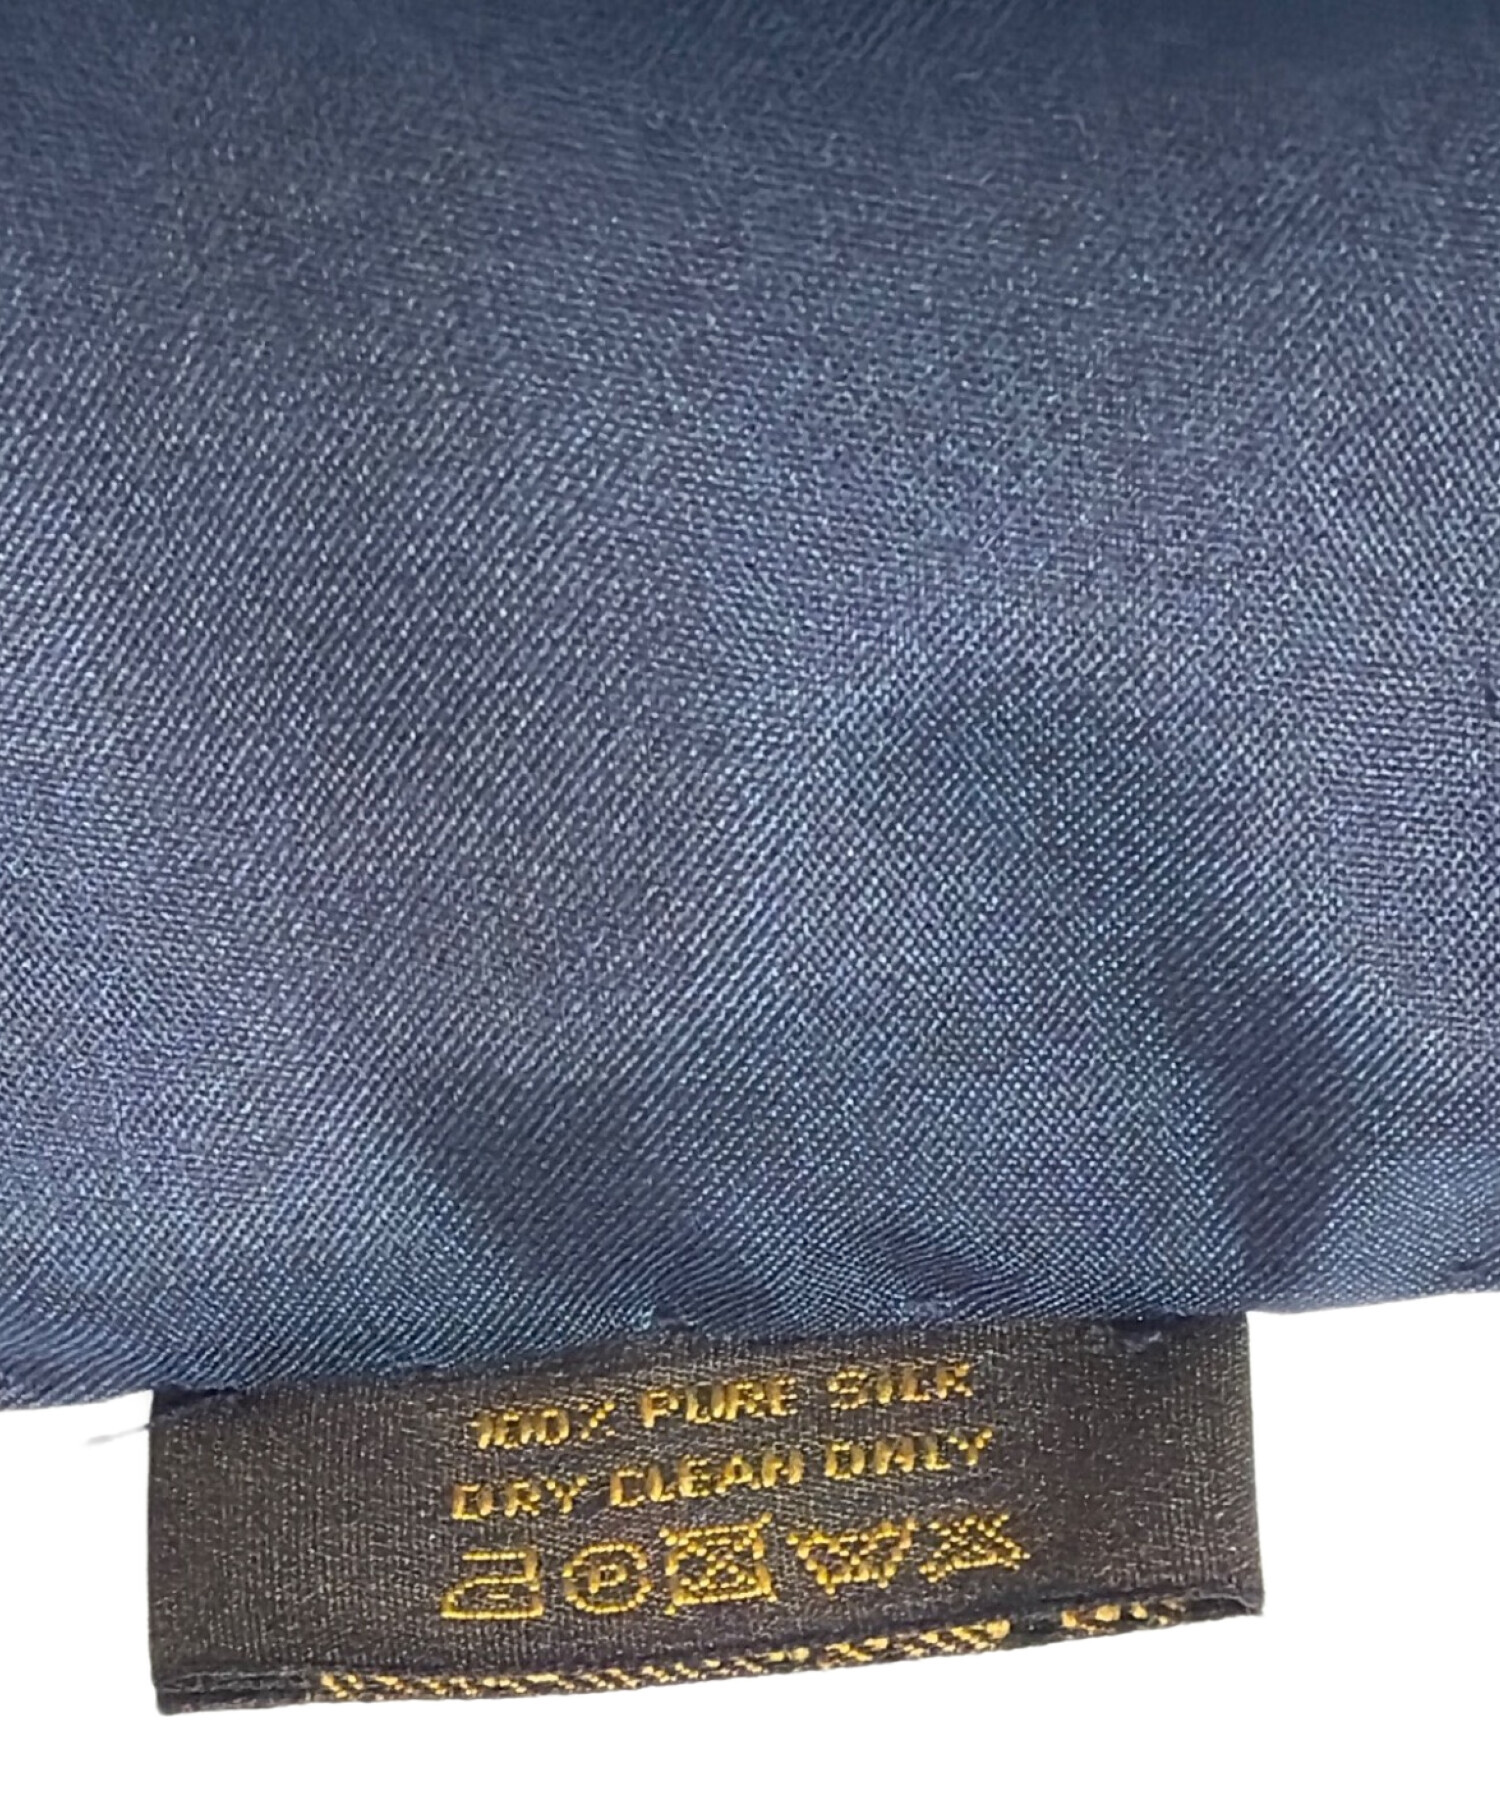 100% PURE SILK
DRY CLEAN ONLY
P